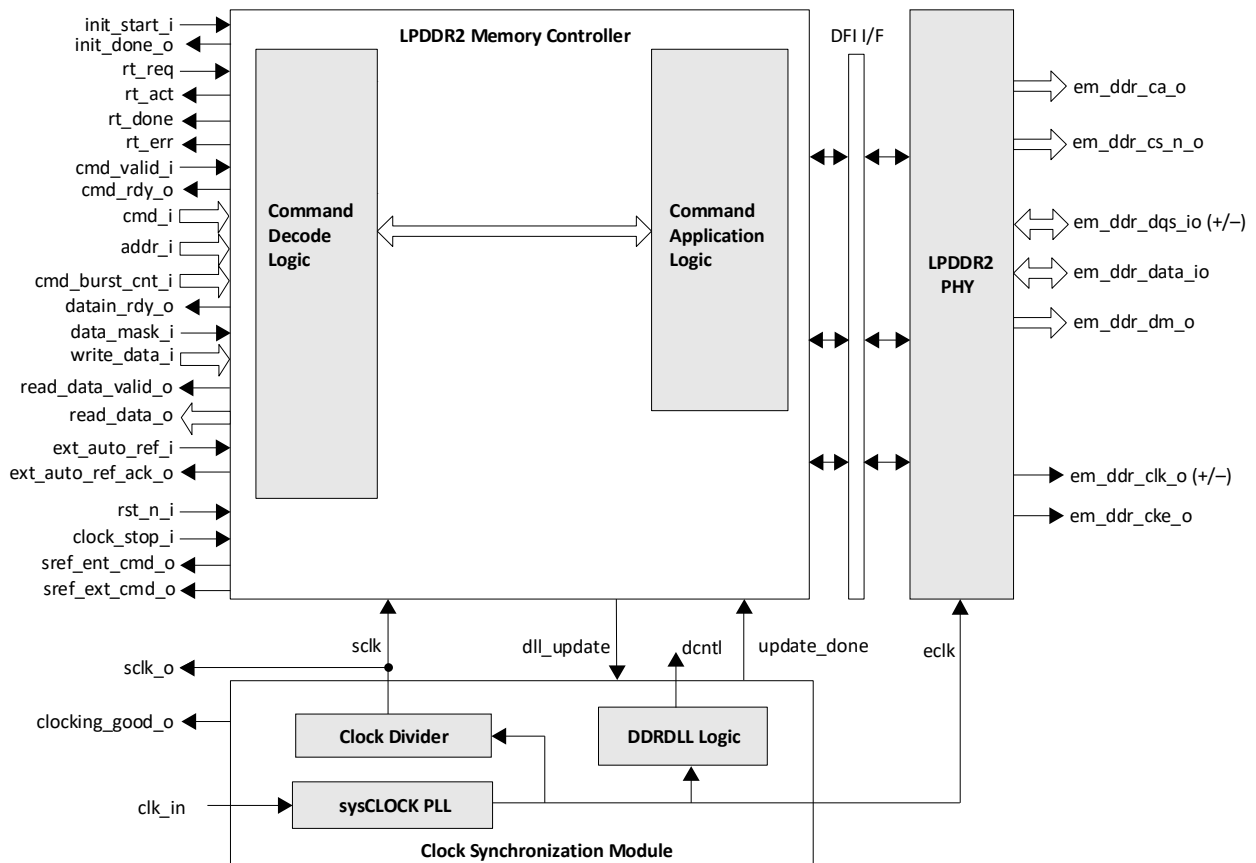 init_start_i
init_done_o
rt_req
rt_act
rt_done
rt_err
cmd_valid_i
cmd_rdy_o
cmd_i
addr_i
cmd_burst_cnt_i
datain_rdy_o
data_mask_i
write_data_i
read_data_valid_o
read_data_o
ext_auto_ref_i
ext_auto_ref_ack_o
rst_n_i
clock_stop_i
sref_ent_cmd_o
sref_ext_cmd_o
LPDDR2 Memory Controller
Command
Decode
Logic
Command
Application
Logic
DFI I/F
LPDDR2
PHY
em_ddr_ca_o
em_ddr_cs_n_o
em_ddr_dqs_io (+/–)
em_ddr_data_io
em_ddr_dm_o
em_ddr_clk_o (+/–)
em_ddr_cke_o
sclk
dll_update
dcntl
update_done
eclk
sclk_o
clocking_good_o
clk_in
Clock Divider
DDRDLL Logic
sysCLOCK PLL
Clock Synchronization Module